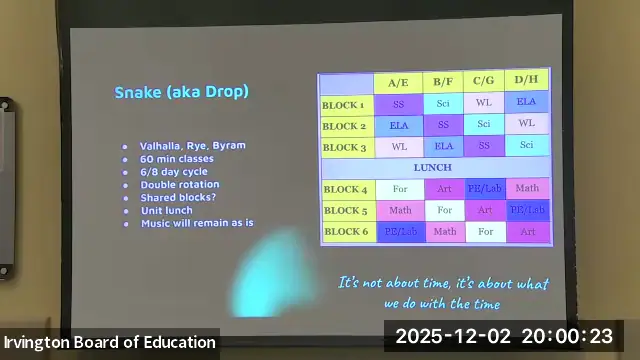 Snake (aka Drop)
Valhalla, Rye, Byram
60 min classes
6/8 day cycle
Double rotation
Shared blocks?
Unit lunch
Music will remain as is
A/E B/F C/G D/H
BLOCK 1 SS Sci WL ELA
BLOCK 2 ELA SS Sci WL
BLOCK 3 WL ELA SS Sci
LUNCH
BLOCK 4 For Art PE/Lab Math
BLOCK 5 Math For Art PE/Lab
BLOCK 6 PE/Lab Math For Art
It's not about time, it's about what
we do with the time
Irvington Board of Education
2025-12-02 20:00:23